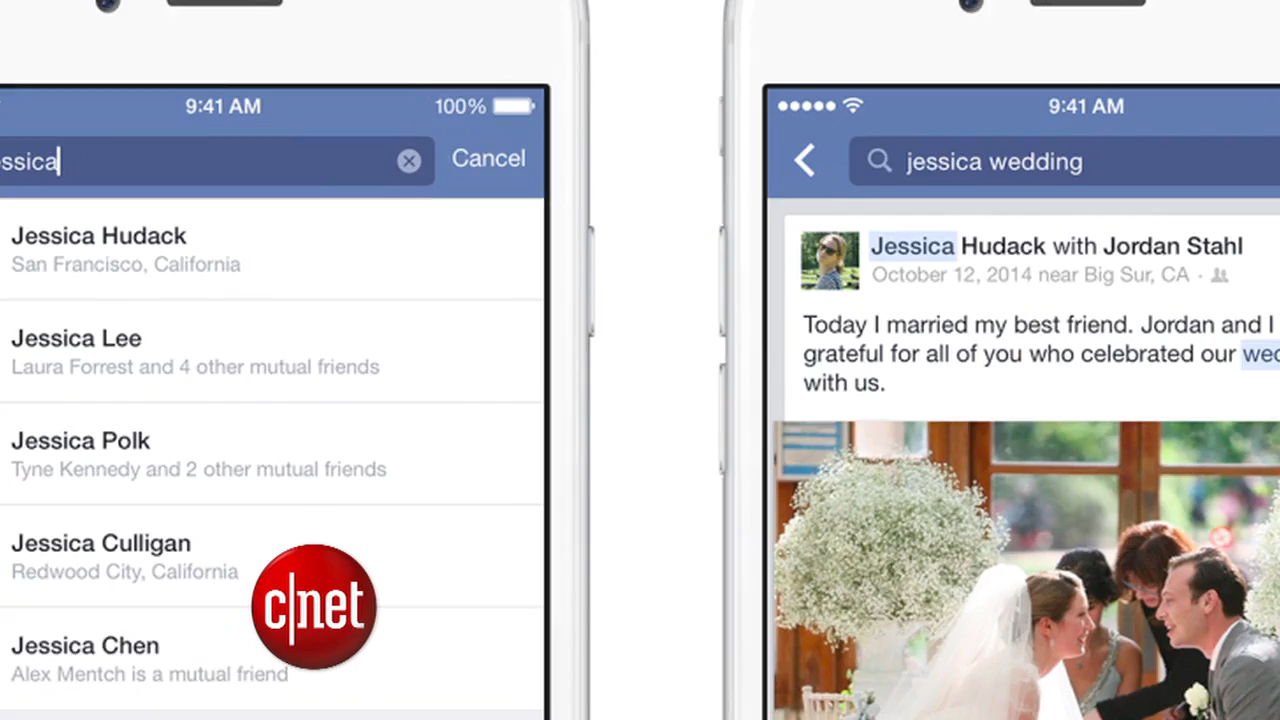 9:41 AM
100%
ssica
Cancel
Jessica Hudack
San Francisco, California
Jessica Lee
Laura Forrest and 4 other mutual friends
Jessica Polk
Tyne Kennedy and 2 other mutual friends
Jessica Culligan
Redwood City, California
Jessica Chen
Alex Mentch is a mutual friend
c|net
9:41 AM
jessica wedding
Jessica Hudack with Jordan Stahl
October 12, 2014 near Big Sur, CA ·
Today I married my best friend. Jordan and I
grateful for all of you who celebrated our wed
with us.